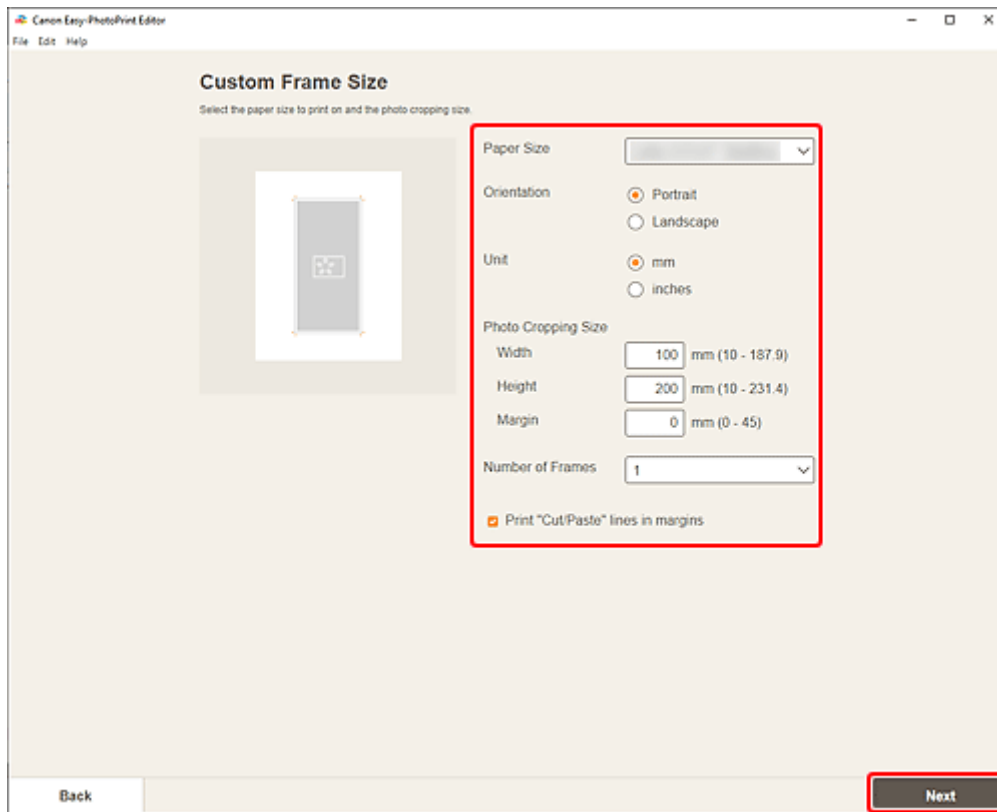 Canon Easy-PhotoPrint Editor
File Edit Help
Custom Frame Size
Select the paper size to print on and the photo cropping size.
Paper Size
Orientation
Portrait
Landscape
Unit
mm
inches
Photo Cropping Size
Width 100 mm (10 - 187.9)
Height 200 mm (10 - 231.4)
Margin 0 mm (0 - 45)
Number of Frames 1
Print "Cut/Paste" lines in margins
Back Next